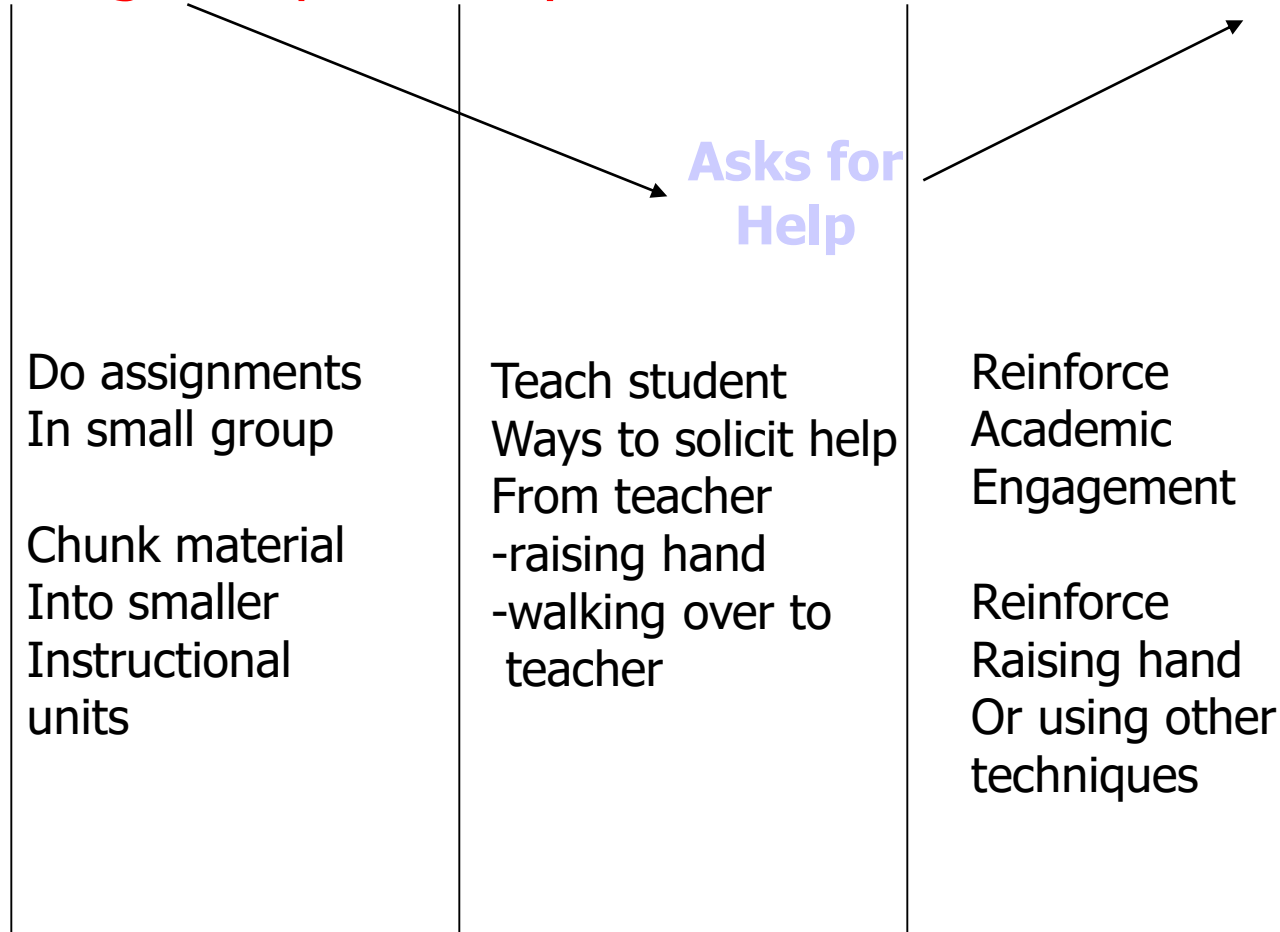 Asks for
Help
Do assignments
In small group
Chunk material
Into smaller
Instructional
units
Teach student
Ways to solicit help
From teacher
-raising hand
-walking over to
teacher
Reinforce
Academic
Engagement
Reinforce
Raising hand
Or using other
techniques